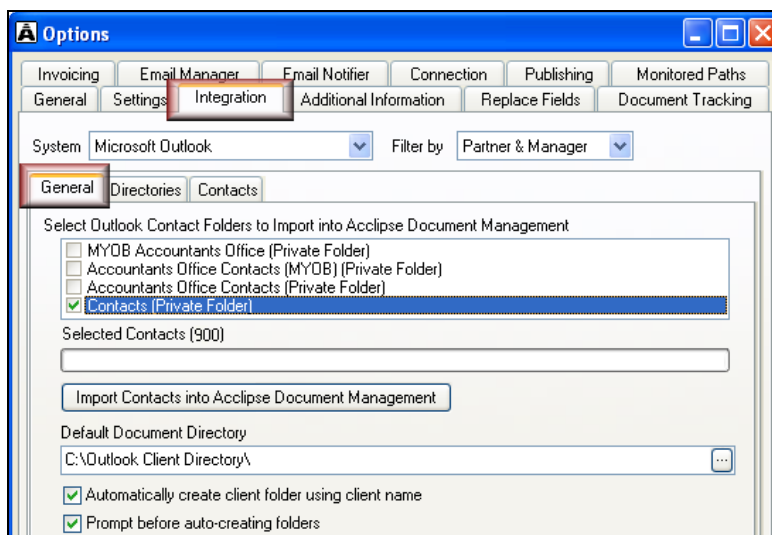 Options
Invoicing Email Manager Email Notifier Connection Publishing Monitored Paths
General Settings Integration Additional Information Replace Fields Document Tracking
System Microsoft Outlook Filter by Partner & Manager
General Directories Contacts
Select Outlook Contact Folders to Import into Acclipse Document Management
MYOB Accountants Office (Private Folder)
Accountants Office Contacts (MYOB) (Private Folder)
Accountants Office Contacts (Private Folder)
Contacts (Private Folder)
Selected Contacts (900)
Import Contacts into Acclipse Document Management
Default Document Directory
C:\Outlook Client Directory\
...
Automatically create client folder using client name
Prompt before auto-creating folders